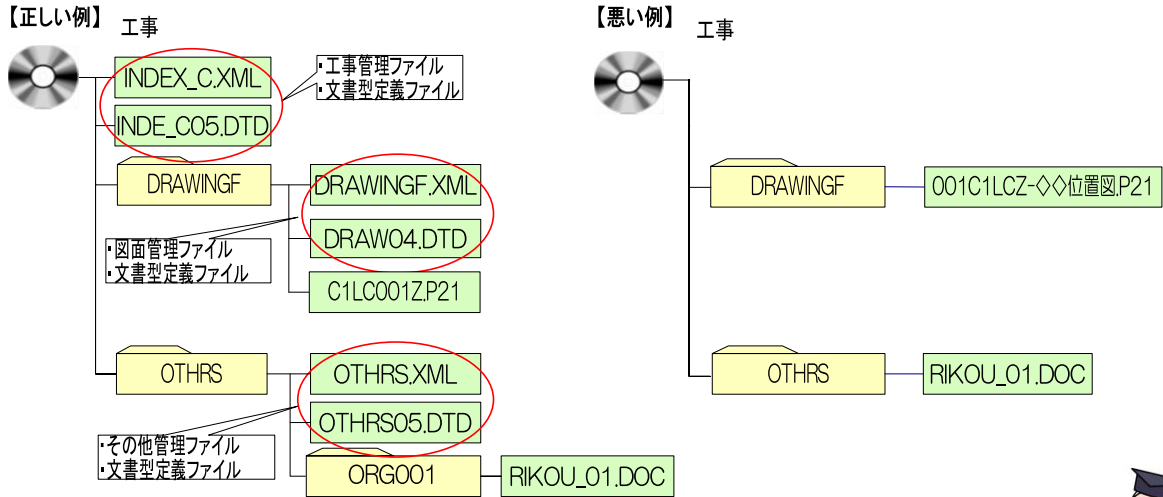 【正しい例】
工事
INDEX_C.XML
INDE_C05.DTD
・工事管理ファイル
・文書型定義ファイル
DRAWINGF
DRAWINGF.XML
DRAW04.DTD
C1LC001Z.P21
・図面管理ファイル
・文書型定義ファイル
OTHRS
OTHRS.XML
OTHRS05.DTD
・その他管理ファイル
・文書型定義ファイル
ORG001
RIKOU_01.DOC
【悪い例】
工事
DRAWINGF
001C1LCZ-◇◇位置図.P21
OTHRS
RIKOU_01.DOC